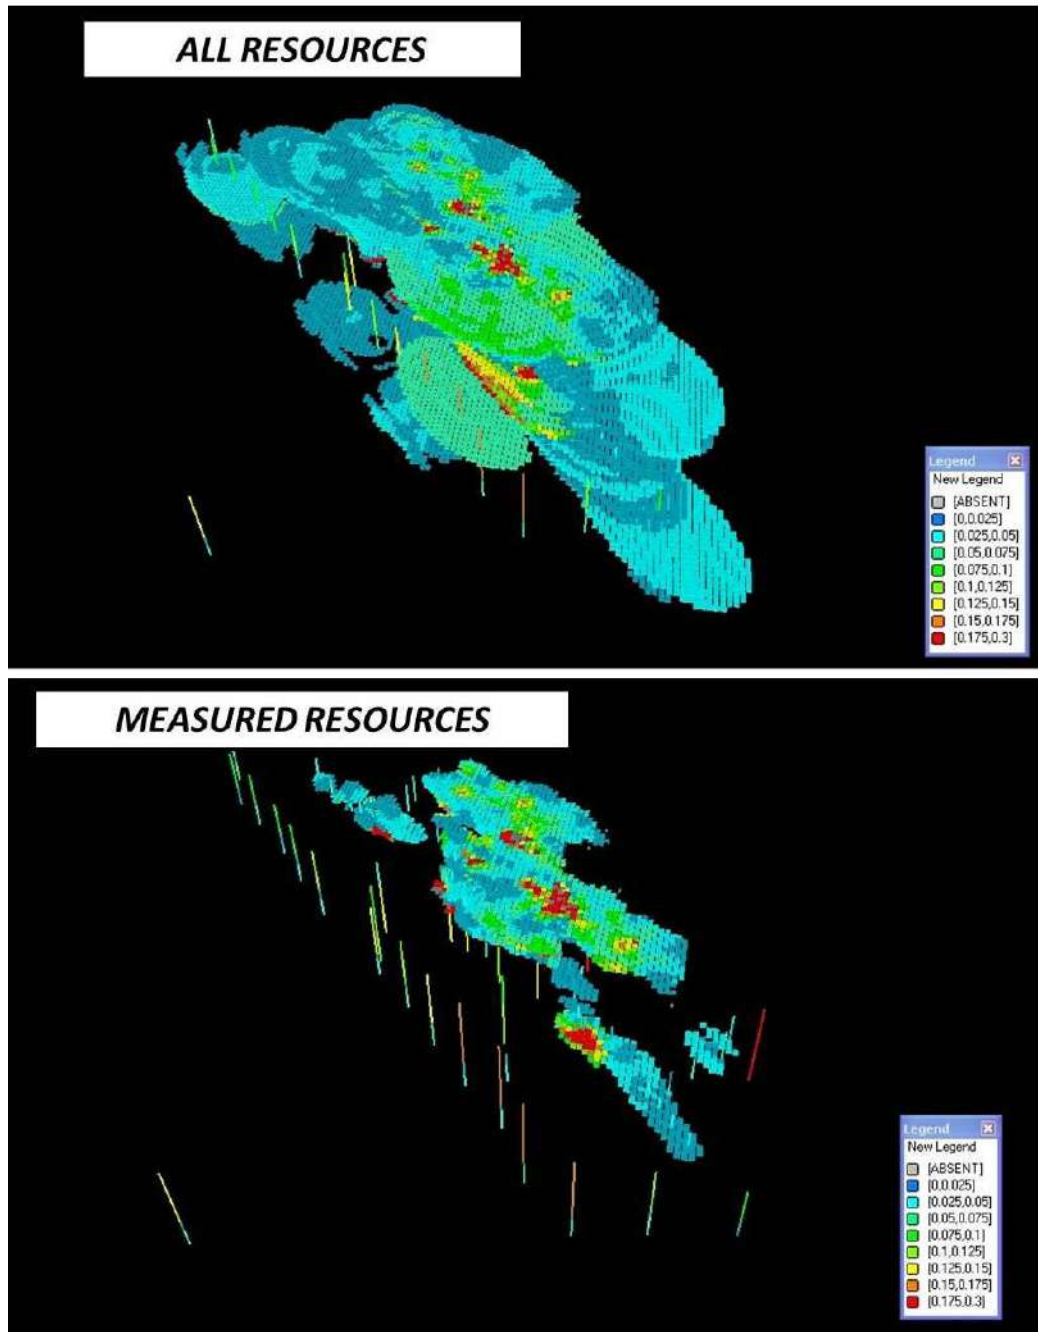 ALL RESOURCES
Legend
New Legend
[ABSENT]
[0,0.025]
[0.025,0.05]
[0.05,0.075]
[0.075,0.1]
[0.1,0.125]
[0.125,0.15]
[0.15,0.175]
[0.175,0.3]
MEASURED RESOURCES
Legend
New Legend
[ABSENT]
[0,0.025]
[0.025,0.05]
[0.05,0.075]
[0.075,0.1]
[0.1,0.125]
[0.125,0.15]
[0.15,0.175]
[0.175,0.3]